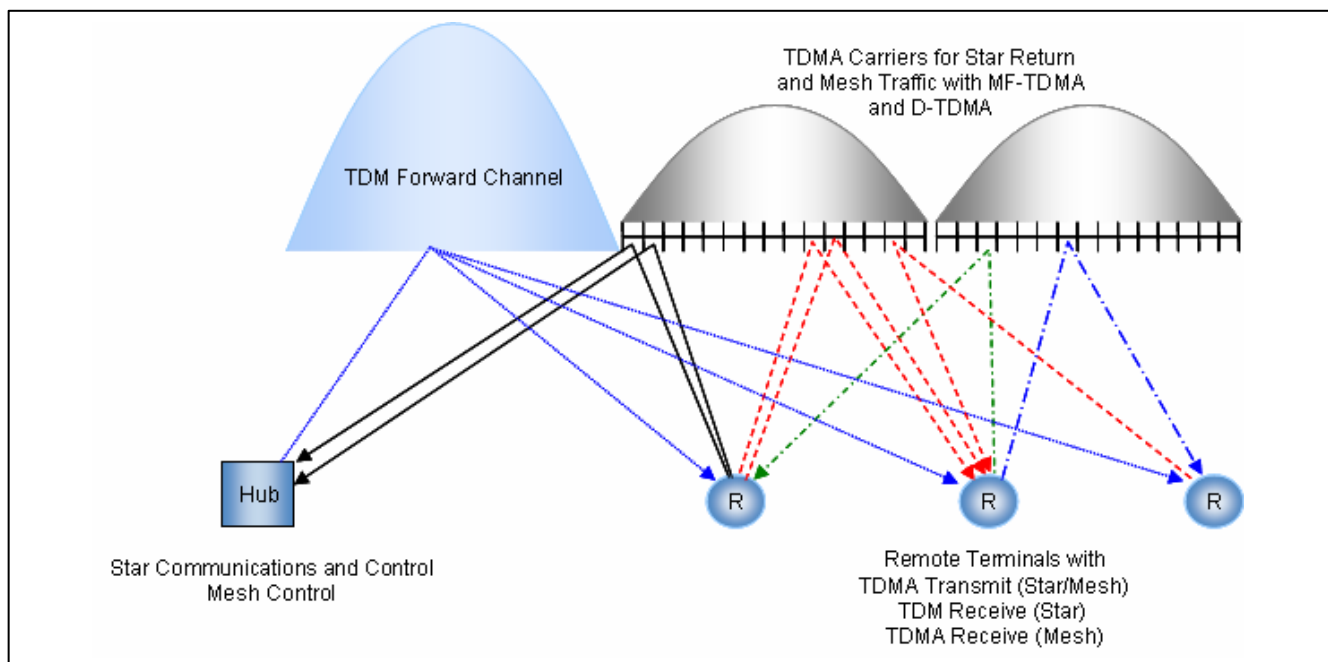 TDMA Carriers for Star Return
and Mesh Traffic with MF-TDMA
and D-TDMA
TDM Forward Channel
Hub
R
R
R
Star Communications and Control
Mesh Control
Remote Terminals with
TDMA Transmit (Star/Mesh)
TDM Receive (Star)
TDMA Receive (Mesh)